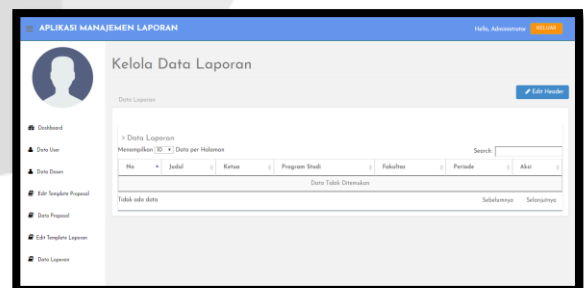 APLIKASI MANAJEMEN LAPORAN
Hello, Administrator KELUAR
Kelola Data Laporan
Edit Header
Data Laporan
Dashboard
Data User
Data Dosen
Edit Template Proposal
Data Proposal
Edit Template Laporan
Data Laporan
> Data Laporan
Menampilkan 10 Data per Halaman Search:
No Judul Ketua Program Studi Fakultas Periode Aksi
Data Tidak Ditemukan
Tidak ada data Sebelumnya Selanjutnya